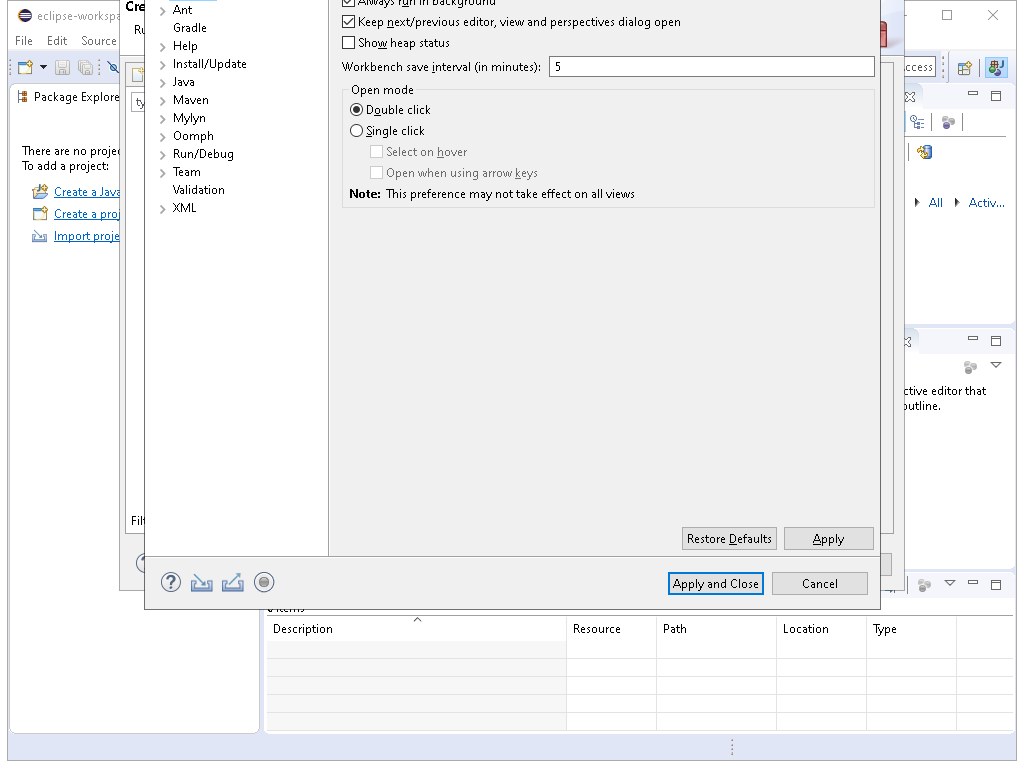 eclipse-workspa
File Edit Source
Package Explore
There are no projec
To add a project:
Create a Java
Create a proj
Import proje
Cre
Ru
ty
Filt
Ant
Gradle
Help
Install/Update
Java
Maven
Mylyn
Oomph
Run/Debug
Team
Validation
XML
Always run in background
Keep next/previous editor, view and perspectives dialog open
Show heap status
Workbench save interval (in minutes): 5
Open mode
Double click
Single click
Select on hover
Open when using arrow keys
Note: This preference may not take effect on all views
Restore Defaults Apply
Apply and Close Cancel
ccess
All Activ...
ctive editor that
outline.
items
Description Resource Path Location Type